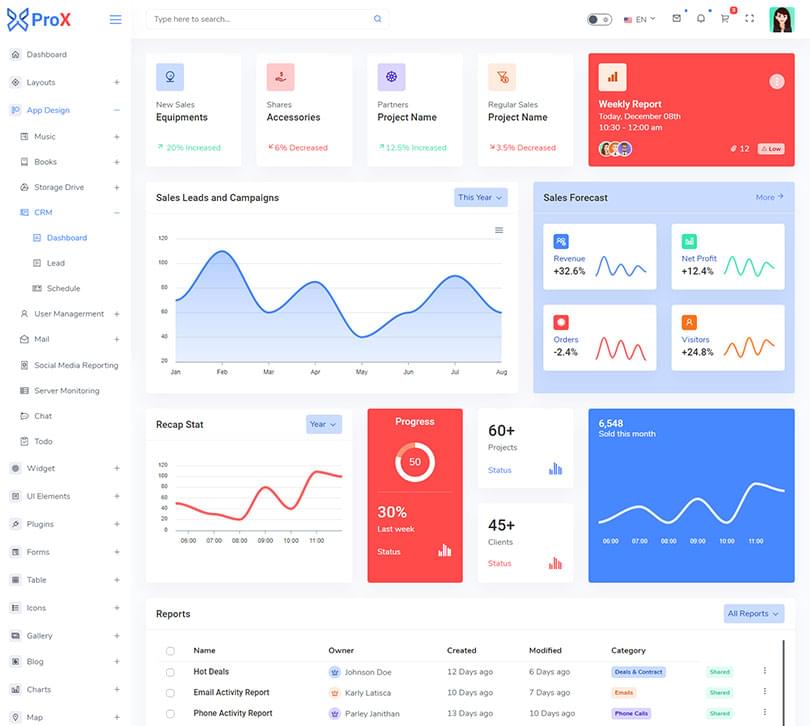 ProX
Type here to search...
EN
Dashboard
Layouts
App Design
Music
Books
Storage Drive
CRM
Dashboard
Lead
Schedule
User Management
Mail
Social Media Reporting
Server Monitoring
Chat
Todo
Widget
UI Elements
Plugins
Forms
Table
Icons
Gallery
Blog
Charts
Map
New Sales
Equipments
20% Increased
Shares
Accessories
6% Decreased
Partners
Project Name
12.5% Increased
Regular Sales
Project Name
3.5% Decreased
Weekly Report
Today, December 08th
10:30 - 12:00 am
12
Low
Sales Leads and Campaigns
This Year
120
100
80
60
40
20
Jan Feb Mar Apr May Jun Jul Aug
Sales Forecast
More
Revenue
+32.6%
Net Profit
+12.4%
Orders
-2.4%
Visitors
+24.8%
Recap Stat
Year
120
100
80
60
40
20
0
06:00 07:00 08:00 09:00 10:00 11:00
Progress
50
30%
Last week
Status
60+
Projects
Status
45+
Clients
Status
6,548
Sold this month
06:00 07:00 08:00 09:00 10:00 11:00
Reports
All Reports
Name Owner Created Modified Category
Hot Deals Johnson Doe 12 Days ago 6 Days ago Deals & Contract Shared
Email Activity Report Karly Latisca 10 Days ago 7 Days ago Emails Shared
Phone Activity Report Parley Janithan 13 Days ago 10 Days ago Phone Calls Shared